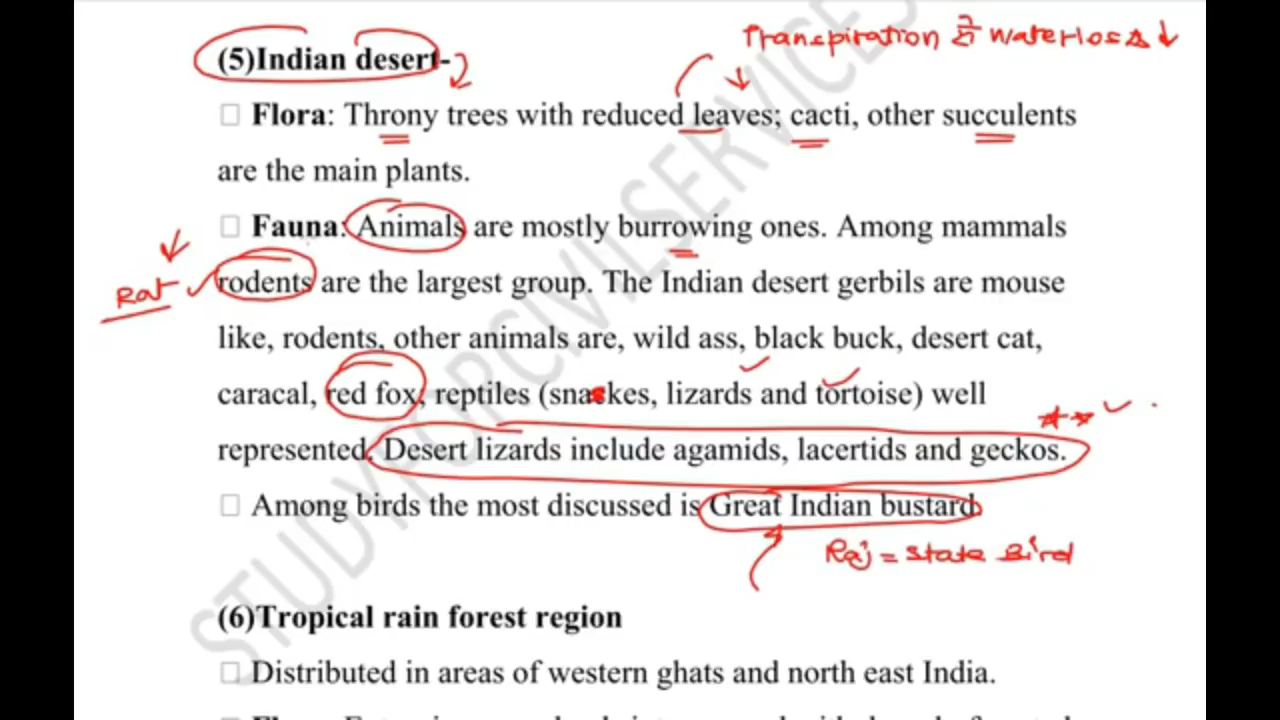 Transpiration से waterloss ↓
(5)Indian desert-
□ Flora: Throny trees with reduced leaves; cacti, other succulents
are the main plants.
□ Fauna: Animals are mostly burrowing ones. Among mammals
Rat
rodents are the largest group. The Indian desert gerbils are mouse
like, rodents, other animals are, wild ass, black buck, desert cat,
caracal, red fox, reptiles (snackes, lizards and tortoise) well
represented. Desert lizards include agamids, lacertids and geckos.
□ Among birds the most discussed is Great Indian bustard
Raj = State Bird
(6)Tropical rain forest region
□ Distributed in areas of western ghats and north east India.
STUDYFORCIVILSERVICES